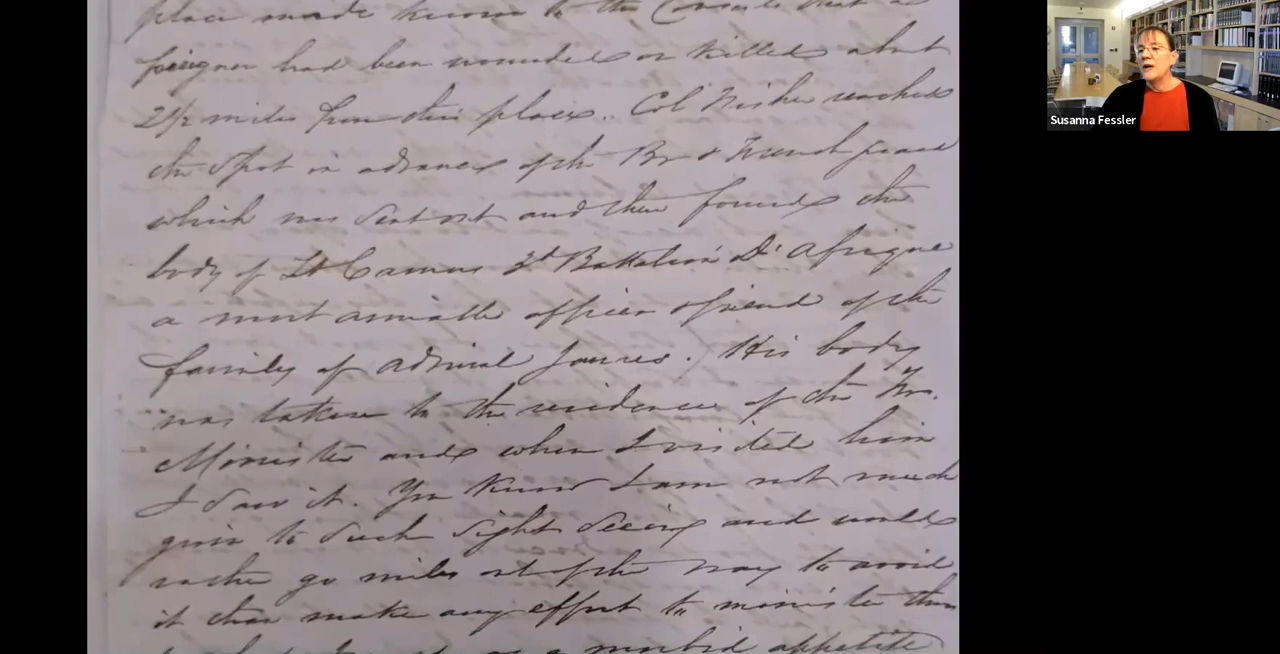 place made known to the Consuls that a
foreigner had been wounded or killed about
2 1/2 miles from this place. Col Fisher reached
the spot in advance of the Br & French guard
which was sent out and then found the
body of Lt Camus 3d Battalion D' Afrique
a most amiable officer & friend of the
family of Admiral Jaures. His body
was taken to the residence of the Fr.
Minister and when I visited him
I saw it. You know I am not much
given to such sight seeing and would
rather go miles out of the way to avoid
it than make any effort to minister thus
a morbid appetite
Susanna Fessler